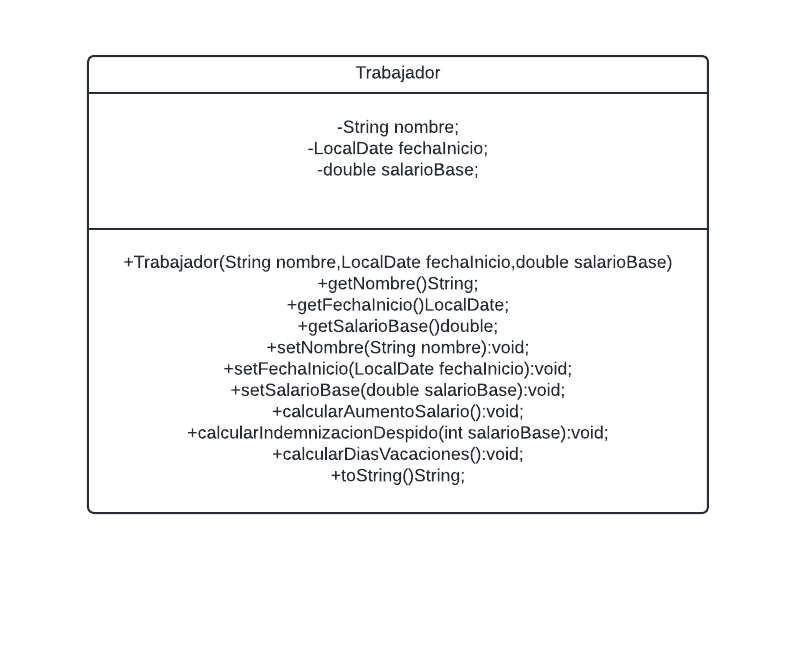 Trabajador
-String nombre;
-LocalDate fechaInicio;
-double salarioBase;
+Trabajador(String nombre,LocalDate fechaInicio,double salarioBase)
+getNombre()String;
+getFechaInicio()LocalDate;
+getSalarioBase()double;
+setNombre(String nombre):void;
+setFechaInicio(LocalDate fechaInicio):void;
+setSalarioBase(double salarioBase):void;
+calcularAumentoSalario():void;
+calcularIndemnizacionDespido(int salarioBase):void;
+calcularDiasVacaciones():void;
+toString()String;